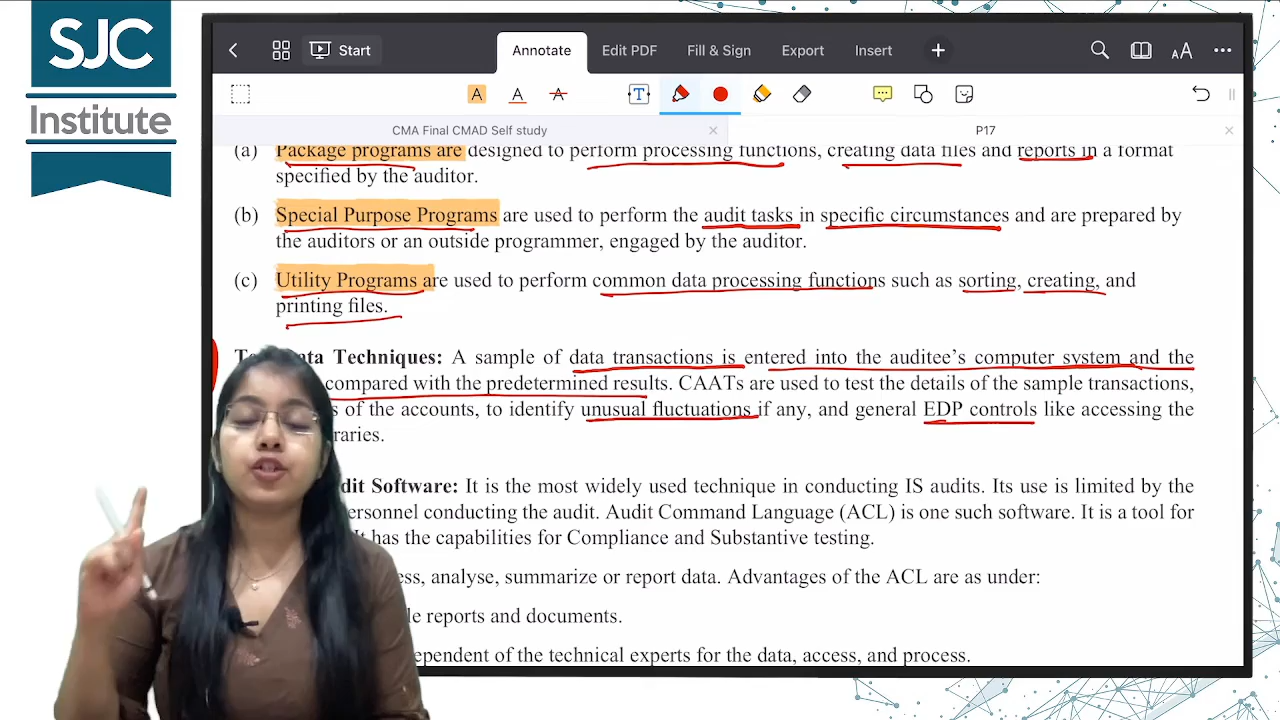 SJC
Institute
Start
Annotate
Edit PDF
Fill & Sign
Export
Insert
CMA Final CMAD Self study
P17
(a) Package programs are designed to perform processing functions, creating data files and reports in a format
specified by the auditor.
(b) Special Purpose Programs are used to perform the audit tasks in specific circumstances and are prepared by
the auditors or an outside programmer, engaged by the auditor.
(c) Utility Programs are used to perform common data processing functions such as sorting, creating, and
printing files.
Data Techniques: A sample of data transactions is entered into the auditee's computer system and the
compared with the predetermined results. CAATs are used to test the details of the sample transactions,
of the accounts, to identify unusual fluctuations if any, and general EDP controls like accessing the
Software: It is the most widely used technique in conducting IS audits. Its use is limited by the
conducting the audit. Audit Command Language (ACL) is one such software. It is a tool for
has the capabilities for Compliance and Substantive testing.
analyse, summarize or report data. Advantages of the ACL are as under:
reports and documents.
of the technical experts for the data, access, and process.